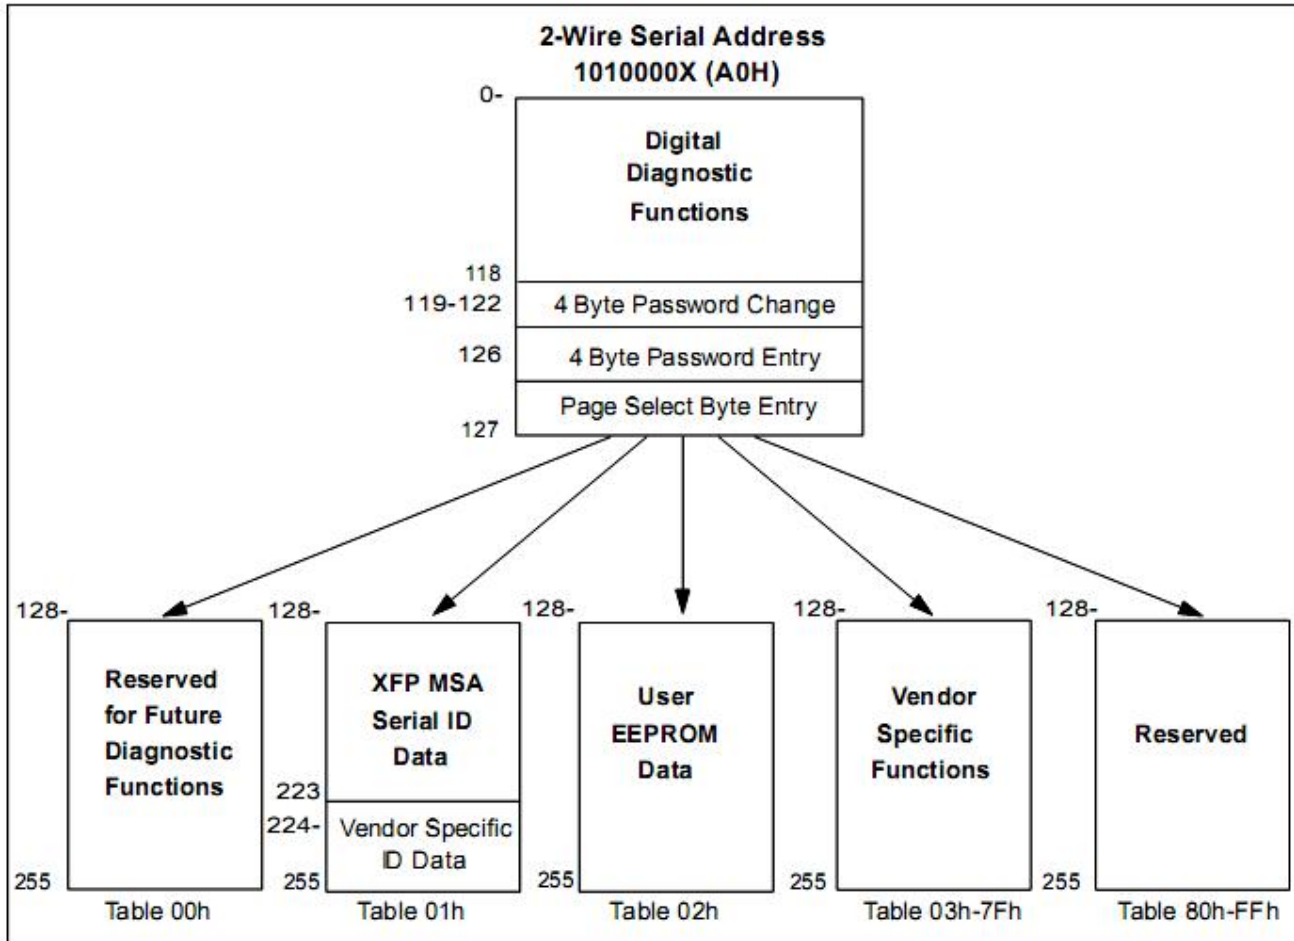 2-Wire Serial Address
1010000X (A0H)
0-
Digital
Diagnostic
Functions
118
119-122
4 Byte Password Change
126
4 Byte Password Entry
Page Select Byte Entry
127
128-
Reserved
for Future
Diagnostic
Functions
255
Table 00h
128-
XFP MSA
Serial ID
Data
223
224-
Vendor Specific
ID Data
255
Table 01h
128-
User
EEPROM
Data
255
Table 02h
128-
Vendor
Specific
Functions
255
Table 03h-7Fh
128-
Reserved
255
Table 80h-FFh